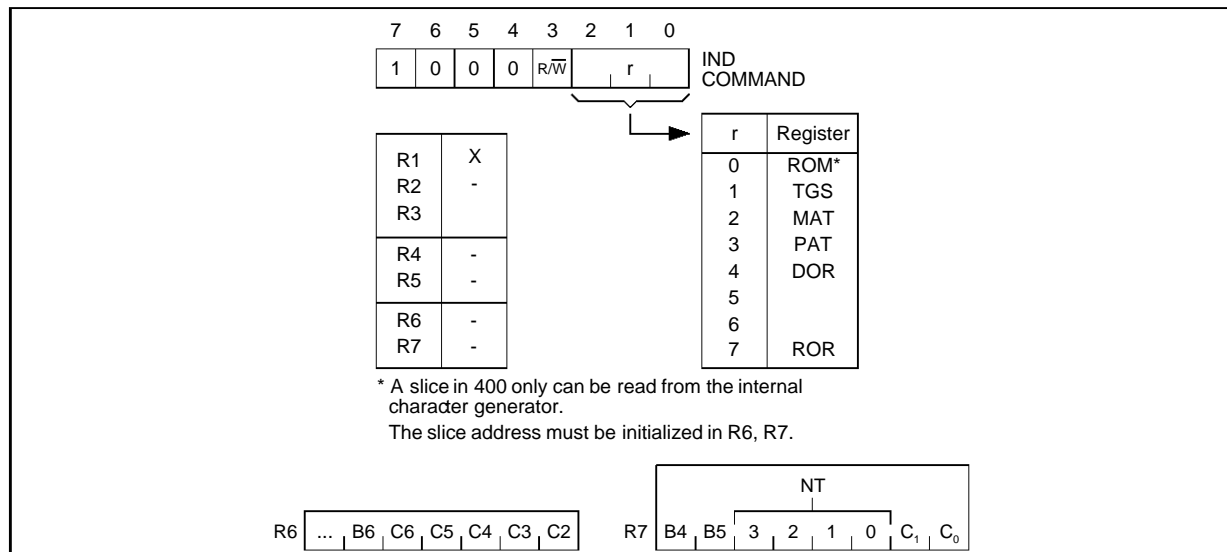 7 6 5 4 3 2 1 0
1 0 0 0 R/W̅ r IND
COMMAND
R1 X
R2 -
R3
R4 -
R5 -
R6 -
R7 -
r Register
0 ROM*
1 TGS
2 MAT
3 PAT
4 DOR
5
6
7 ROR
* A slice in 400 only can be read from the internal
character generator.
The slice address must be initialized in R6, R7.
NT
R6 ... B6 C6 C5 C4 C3 C2 R7 B4 B5 3 2 1 0 C₁ C₀